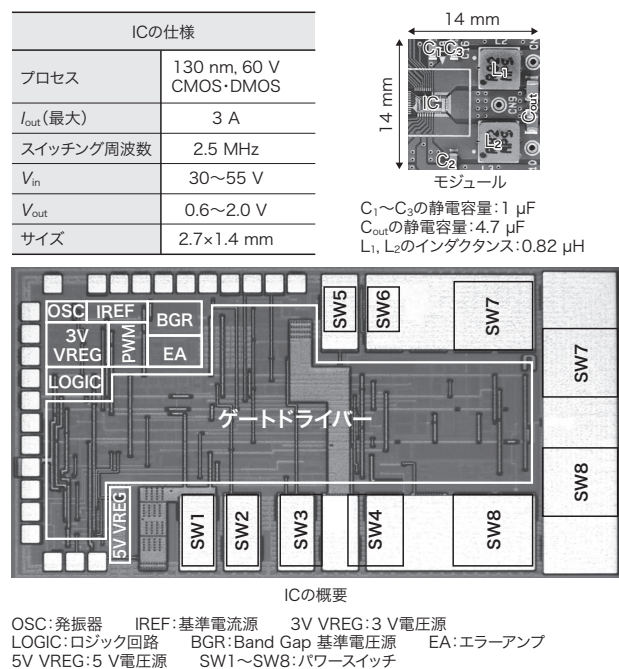 ICの仕様
プロセス
130 nm, 60 V
CMOS・DMOS
Iout（最大）
3 A
スイッチング周波数
2.5 MHz
Vin
30～55 V
Vout
0.6～2.0 V
サイズ
2.7×1.4 mm
14 mm
14 mm
C1
C3
L1
IC
Cout
CN9
L2
C2
モジュール
C1～C3の静電容量：1 μF
Coutの静電容量：4.7 μF
L1, L2のインダクタンス：0.82 μH
OSC
IREF
BGR
3V
VREG
PWM
EA
LOGIC
SW5
SW6
SW7
SW7
ゲートドライバー
SW8
5V VREG
SW1
SW2
SW3
SW4
SW8
ICの概要
OSC：発振器 IREF：基準電流源 3V VREG：3 V電圧源
LOGIC：ロジック回路 BGR：Band Gap 基準電圧源 EA：エラーアンプ
5V VREG：5 V電圧源 SW1～SW8：パワースイッチ